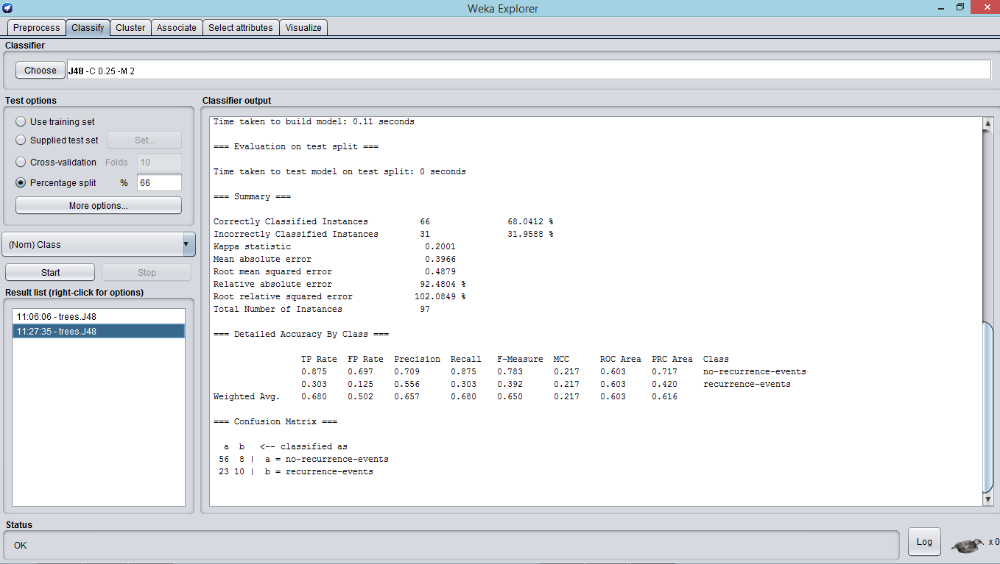 Weka Explorer
Preprocess Classify Cluster Associate Select attributes Visualize
Classifier
Choose J48 -C 0.25 -M 2
Test options
Use training set
Supplied test set Set...
Cross-validation Folds 10
Percentage split % 66
More options...
(Nom) Class
Start Stop
Result list (right-click for options)
11:06:06 - trees.J48
11:27:35 - trees.J48
Classifier output
Time taken to build model: 0.11 seconds
=== Evaluation on test split ===
Time taken to test model on test split: 0 seconds
=== Summary ===
Correctly Classified Instances 66 68.0412 %
Incorrectly Classified Instances 31 31.9588 %
Kappa statistic 0.2001
Mean absolute error 0.3966
Root mean squared error 0.4879
Relative absolute error 92.4804 %
Root relative squared error 102.0849 %
Total Number of Instances 97
=== Detailed Accuracy By Class ===
TP Rate FP Rate Precision Recall F-Measure MCC ROC Area PRC Area Class
0.875 0.697 0.709 0.875 0.783 0.217 0.603 0.717 no-recurrence-events
0.303 0.125 0.556 0.303 0.392 0.217 0.603 0.420 recurrence-events
Weighted Avg. 0.680 0.502 0.657 0.680 0.650 0.217 0.603 0.616
=== Confusion Matrix ===
a b <-- classified as
56 8 | a = no-recurrence-events
23 10 | b = recurrence-events
Status
OK
Log
x 0